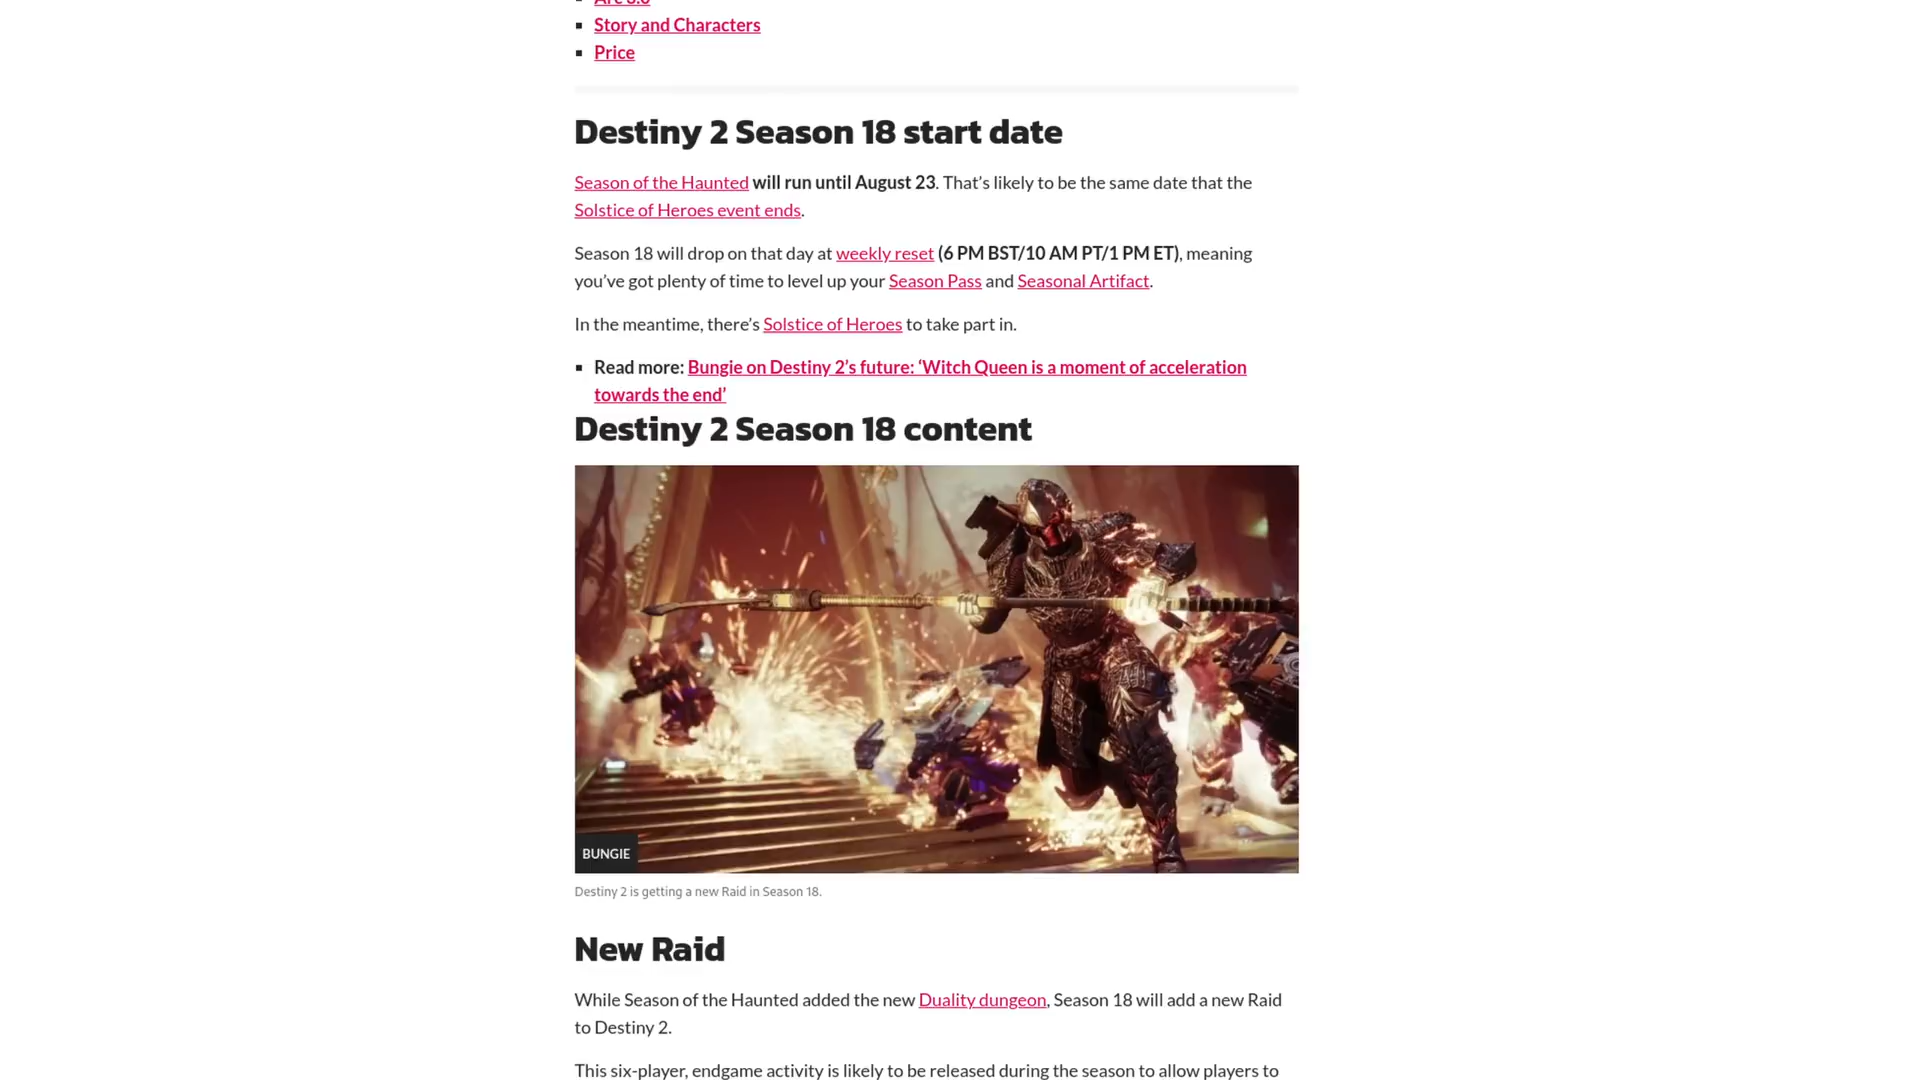 Arc 3.0
Story and Characters
Price
Destiny 2 Season 18 start date
Season of the Haunted will run until August 23. That’s likely to be the same date that the
Solstice of Heroes event ends.
Season 18 will drop on that day at weekly reset (6 PM BST/10 AM PT/1 PM ET), meaning
you’ve got plenty of time to level up your Season Pass and Seasonal Artifact.
In the meantime, there’s Solstice of Heroes to take part in.
Read more: Bungie on Destiny 2’s future: ‘Witch Queen is a moment of acceleration
towards the end’
Destiny 2 Season 18 content
BUNGIE
Destiny 2 is getting a new Raid in Season 18.
New Raid
While Season of the Haunted added the new Duality dungeon, Season 18 will add a new Raid
to Destiny 2.
This six-player, endgame activity is likely to be released during the season to allow players to